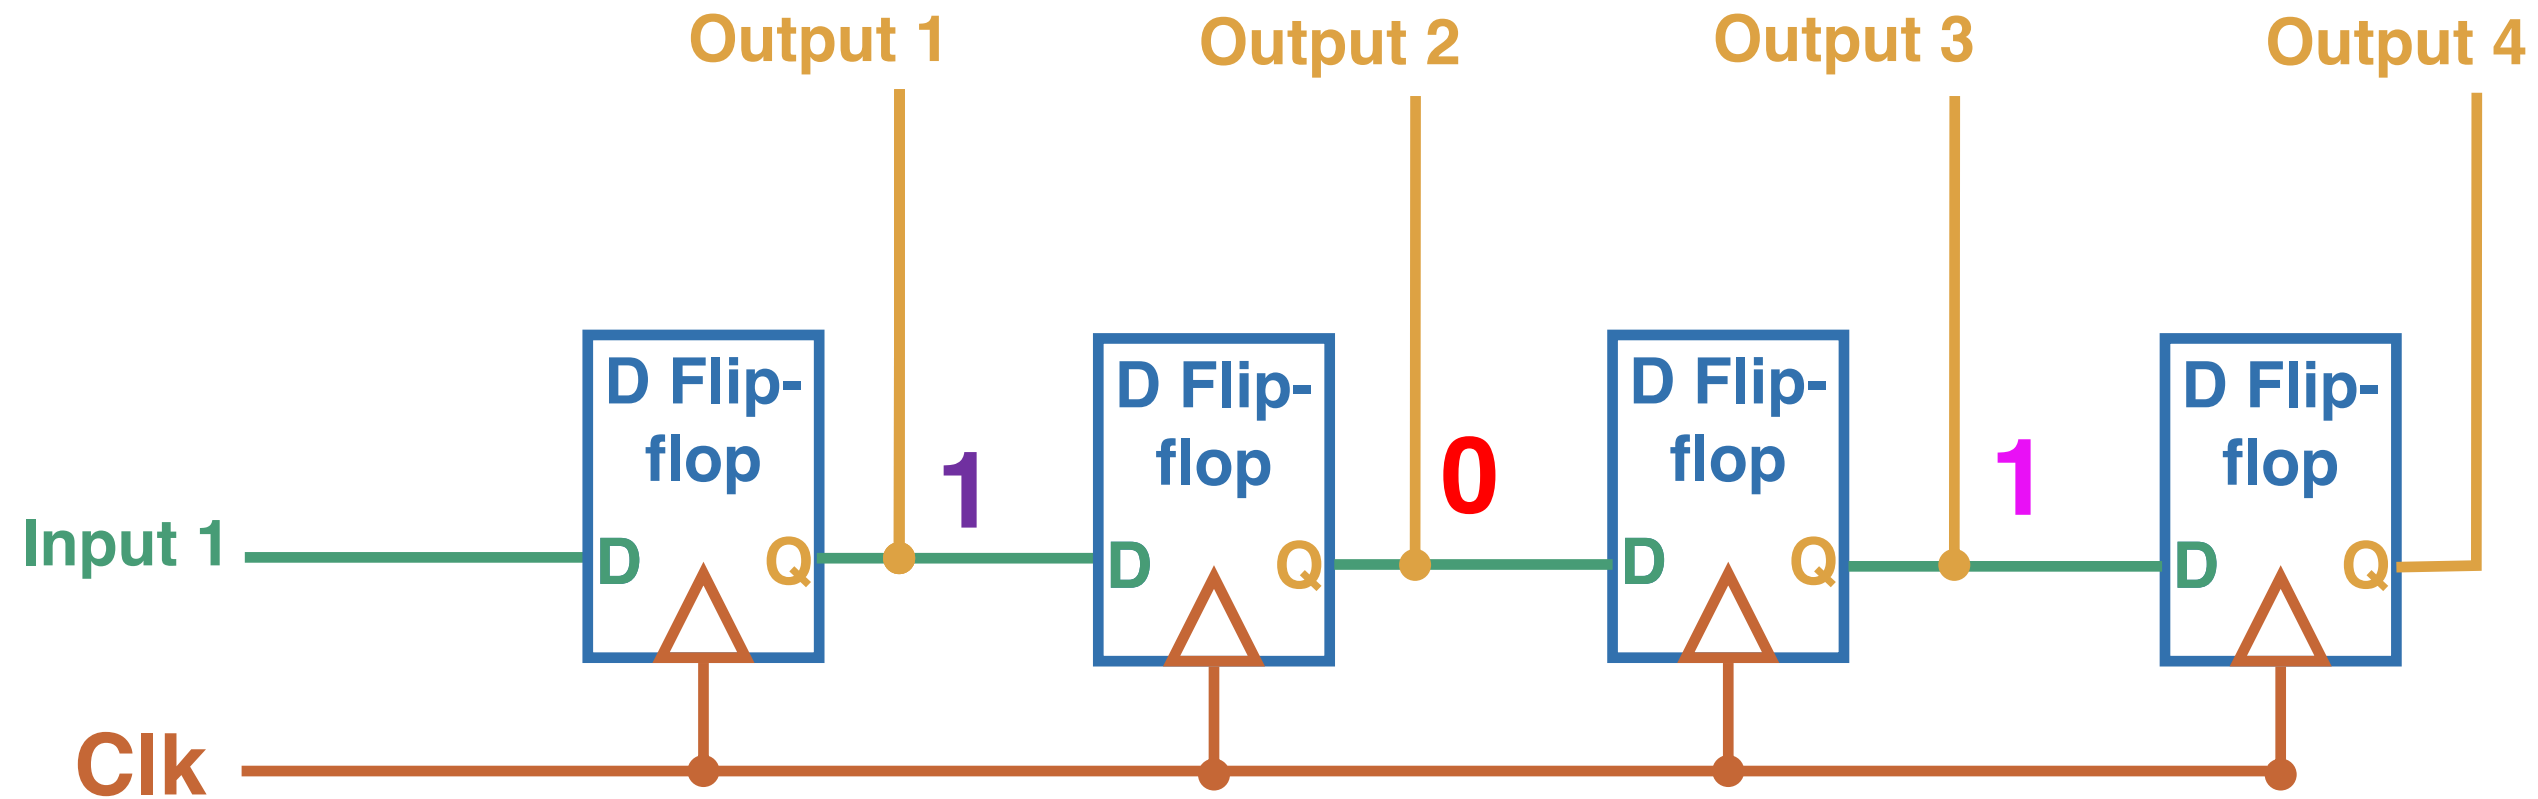 Output 1
Output 2
Output 3
Output 4
D Flip-
flop
D Flip-
flop
D Flip-
flop
D Flip-
flop
1
0
1
Input 1
D
Q
D
Q
D
Q
D
Q
Clk